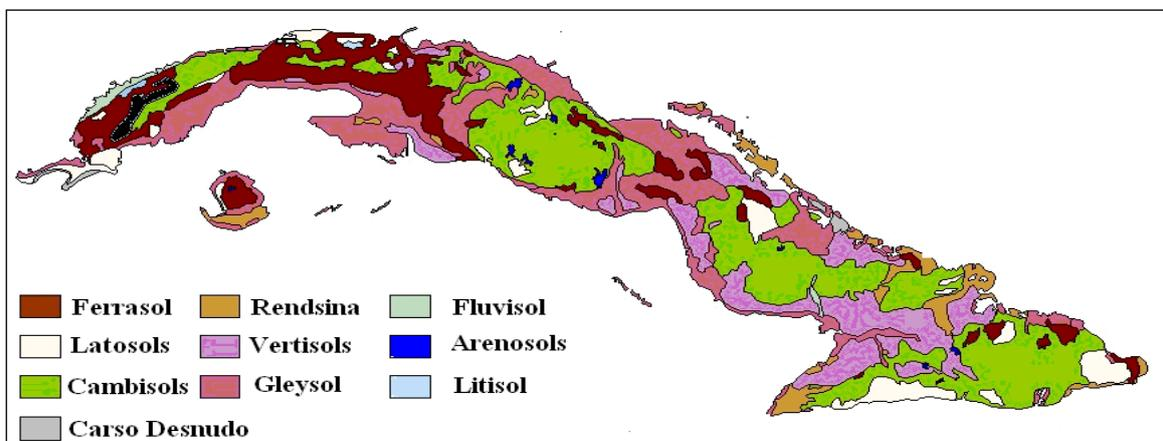 Ferrasol Rendsina Fluvisol
Latosols Vertisols Arenosols
Cambisols Gleysol Litisol
Carso Desnudo